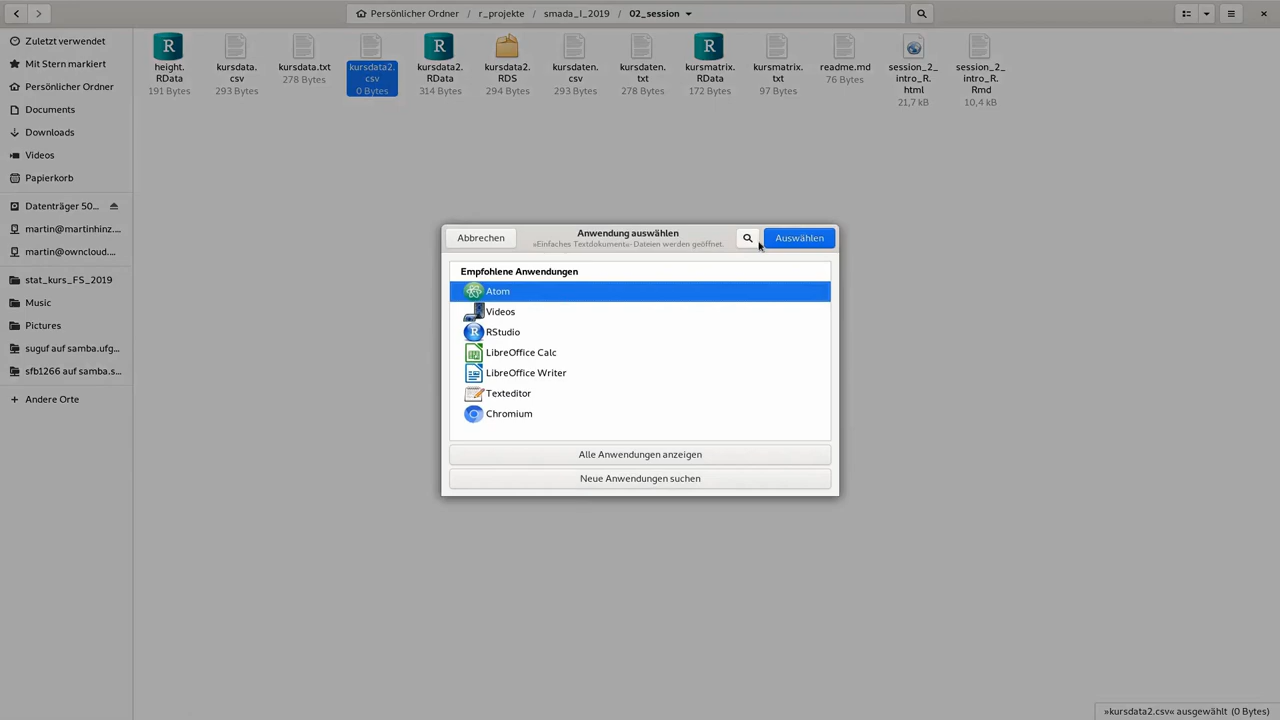 Persönlicher Ordner / r_projekte / smada_I_2019 / 02_session
Zuletzt verwendet
Mit Stern markiert
Persönlicher Ordner
Documents
Downloads
Videos
Papierkorb
Datenträger 50...
martin@martinhinz....
martin@owncloud....
stat_kurs_FS_2019
Music
Pictures
suguf auf samba.ufg...
sfb1266 auf samba.s...
Andere Orte
height.
RData
191 Bytes
kursdata.
csv
293 Bytes
kursdata.txt
278 Bytes
kursdata2.
csv
0 Bytes
kursdata2.
RData
314 Bytes
kursdata2.
RDS
294 Bytes
kursdaten.
csv
293 Bytes
kursdaten.
txt
278 Bytes
kursmatrix.
RData
172 Bytes
kursmatrix.
txt
97 Bytes
readme.md
76 Bytes
session_2_
intro_R.
html
21,7 kB
session_2_
intro_R.
Rmd
10,4 kB
Abbrechen
Anwendung auswählen
»Einfaches Textdokument«-Dateien werden geöffnet.
Auswählen
Empfohlene Anwendungen
Atom
Videos
RStudio
LibreOffice Calc
LibreOffice Writer
Texteditor
Chromium
Alle Anwendungen anzeigen
Neue Anwendungen suchen
»kursdata2.csv« ausgewählt (0 Bytes)